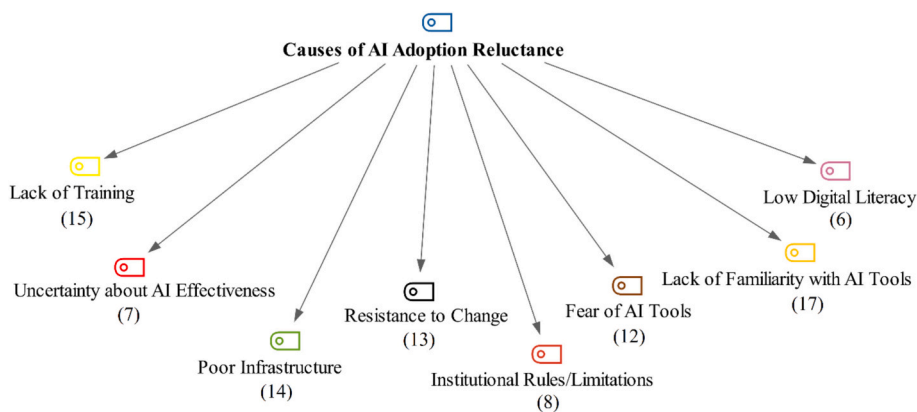 Causes of AI Adoption Reluctance
Lack of Training
(15)
Low Digital Literacy
(6)
Uncertainty about AI Effectiveness
(7)
Lack of Familiarity with AI Tools
(17)
Resistance to Change
(13)
Fear of AI Tools
(12)
Poor Infrastructure
(14)
Institutional Rules/Limitations
(8)